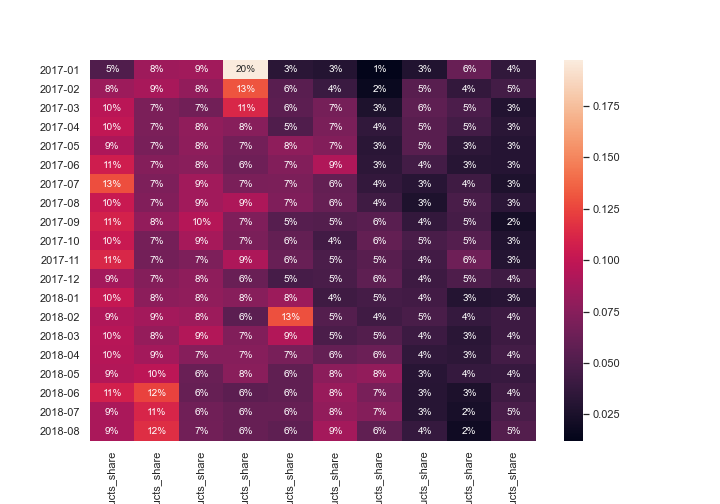 2017-01 5% 8% 9% 20% 3% 3% 1% 3% 6% 4%
2017-02 8% 9% 8% 13% 6% 4% 2% 5% 4% 5%
2017-03 10% 7% 7% 11% 6% 7% 3% 6% 5% 3%
2017-04 10% 7% 8% 8% 5% 7% 4% 5% 5% 3%
2017-05 9% 7% 8% 7% 8% 7% 3% 5% 3% 3%
2017-06 11% 7% 8% 6% 7% 9% 3% 4% 3% 3%
2017-07 13% 7% 9% 7% 7% 6% 4% 3% 4% 3%
2017-08 10% 7% 9% 9% 7% 6% 4% 3% 5% 3%
2017-09 11% 8% 10% 7% 5% 5% 6% 4% 5% 2%
2017-10 10% 7% 9% 7% 6% 4% 6% 5% 5% 3%
2017-11 11% 7% 7% 9% 6% 5% 5% 4% 6% 3%
2017-12 9% 7% 8% 6% 5% 5% 6% 4% 5% 4%
2018-01 10% 8% 8% 8% 8% 4% 5% 4% 3% 3%
2018-02 9% 9% 8% 6% 13% 5% 4% 5% 4% 4%
2018-03 10% 8% 9% 7% 9% 5% 5% 4% 3% 4%
2018-04 10% 9% 7% 7% 7% 6% 6% 4% 3% 4%
2018-05 9% 10% 6% 8% 6% 8% 8% 3% 4% 4%
2018-06 11% 12% 6% 6% 6% 8% 7% 3% 3% 4%
2018-07 9% 11% 6% 6% 6% 8% 7% 3% 2% 5%
2018-08 9% 12% 7% 6% 6% 9% 6% 4% 2% 5%
ucts_share ucts_share ucts_share ucts_share ucts_share ucts_share ucts_share ucts_share ucts_share ucts_share
0.175
0.150
0.125
0.100
0.075
0.050
0.025